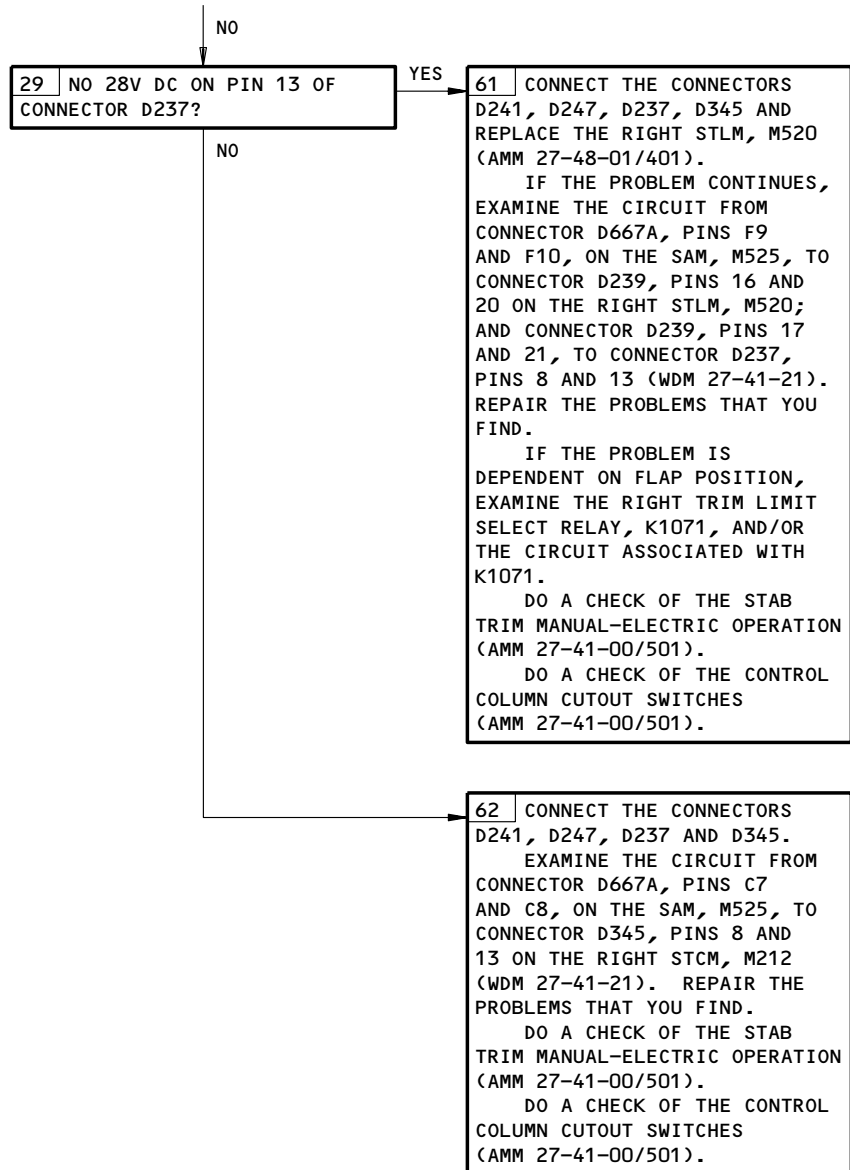 NO
29 NO 28V DC ON PIN 13 OF
CONNECTOR D237?
YES
NO
61 CONNECT THE CONNECTORS
D241, D247, D237, D345 AND
REPLACE THE RIGHT STLM, M520
(AMM 27-48-01/401).
IF THE PROBLEM CONTINUES,
EXAMINE THE CIRCUIT FROM
CONNECTOR D667A, PINS F9
AND F10, ON THE SAM, M525, TO
CONNECTOR D239, PINS 16 AND
20 ON THE RIGHT STLM, M520;
AND CONNECTOR D239, PINS 17
AND 21, TO CONNECTOR D237,
PINS 8 AND 13 (WDM 27-41-21).
REPAIR THE PROBLEMS THAT YOU
FIND.
IF THE PROBLEM IS
DEPENDENT ON FLAP POSITION,
EXAMINE THE RIGHT TRIM LIMIT
SELECT RELAY, K1071, AND/OR
THE CIRCUIT ASSOCIATED WITH
K1071.
DO A CHECK OF THE STAB
TRIM MANUAL-ELECTRIC OPERATION
(AMM 27-41-00/501).
DO A CHECK OF THE CONTROL
COLUMN CUTOUT SWITCHES
(AMM 27-41-00/501).
62 CONNECT THE CONNECTORS
D241, D247, D237 AND D345.
EXAMINE THE CIRCUIT FROM
CONNECTOR D667A, PINS C7
AND C8, ON THE SAM, M525, TO
CONNECTOR D345, PINS 8 AND
13 ON THE RIGHT STCM, M212
(WDM 27-41-21). REPAIR THE
PROBLEMS THAT YOU FIND.
DO A CHECK OF THE STAB
TRIM MANUAL-ELECTRIC OPERATION
(AMM 27-41-00/501).
DO A CHECK OF THE CONTROL
COLUMN CUTOUT SWITCHES
(AMM 27-41-00/501).